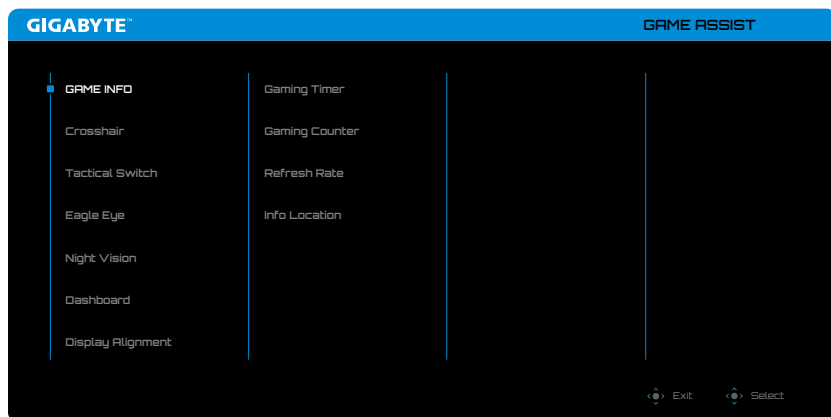 GIGABYTE™
GAME ASSIST
GAME INFO
Crosshair
Tactical Switch
Eagle Eye
Night Vision
Dashboard
Display Alignment
Gaming Timer
Gaming Counter
Refresh Rate
Info Location
Exit
Select